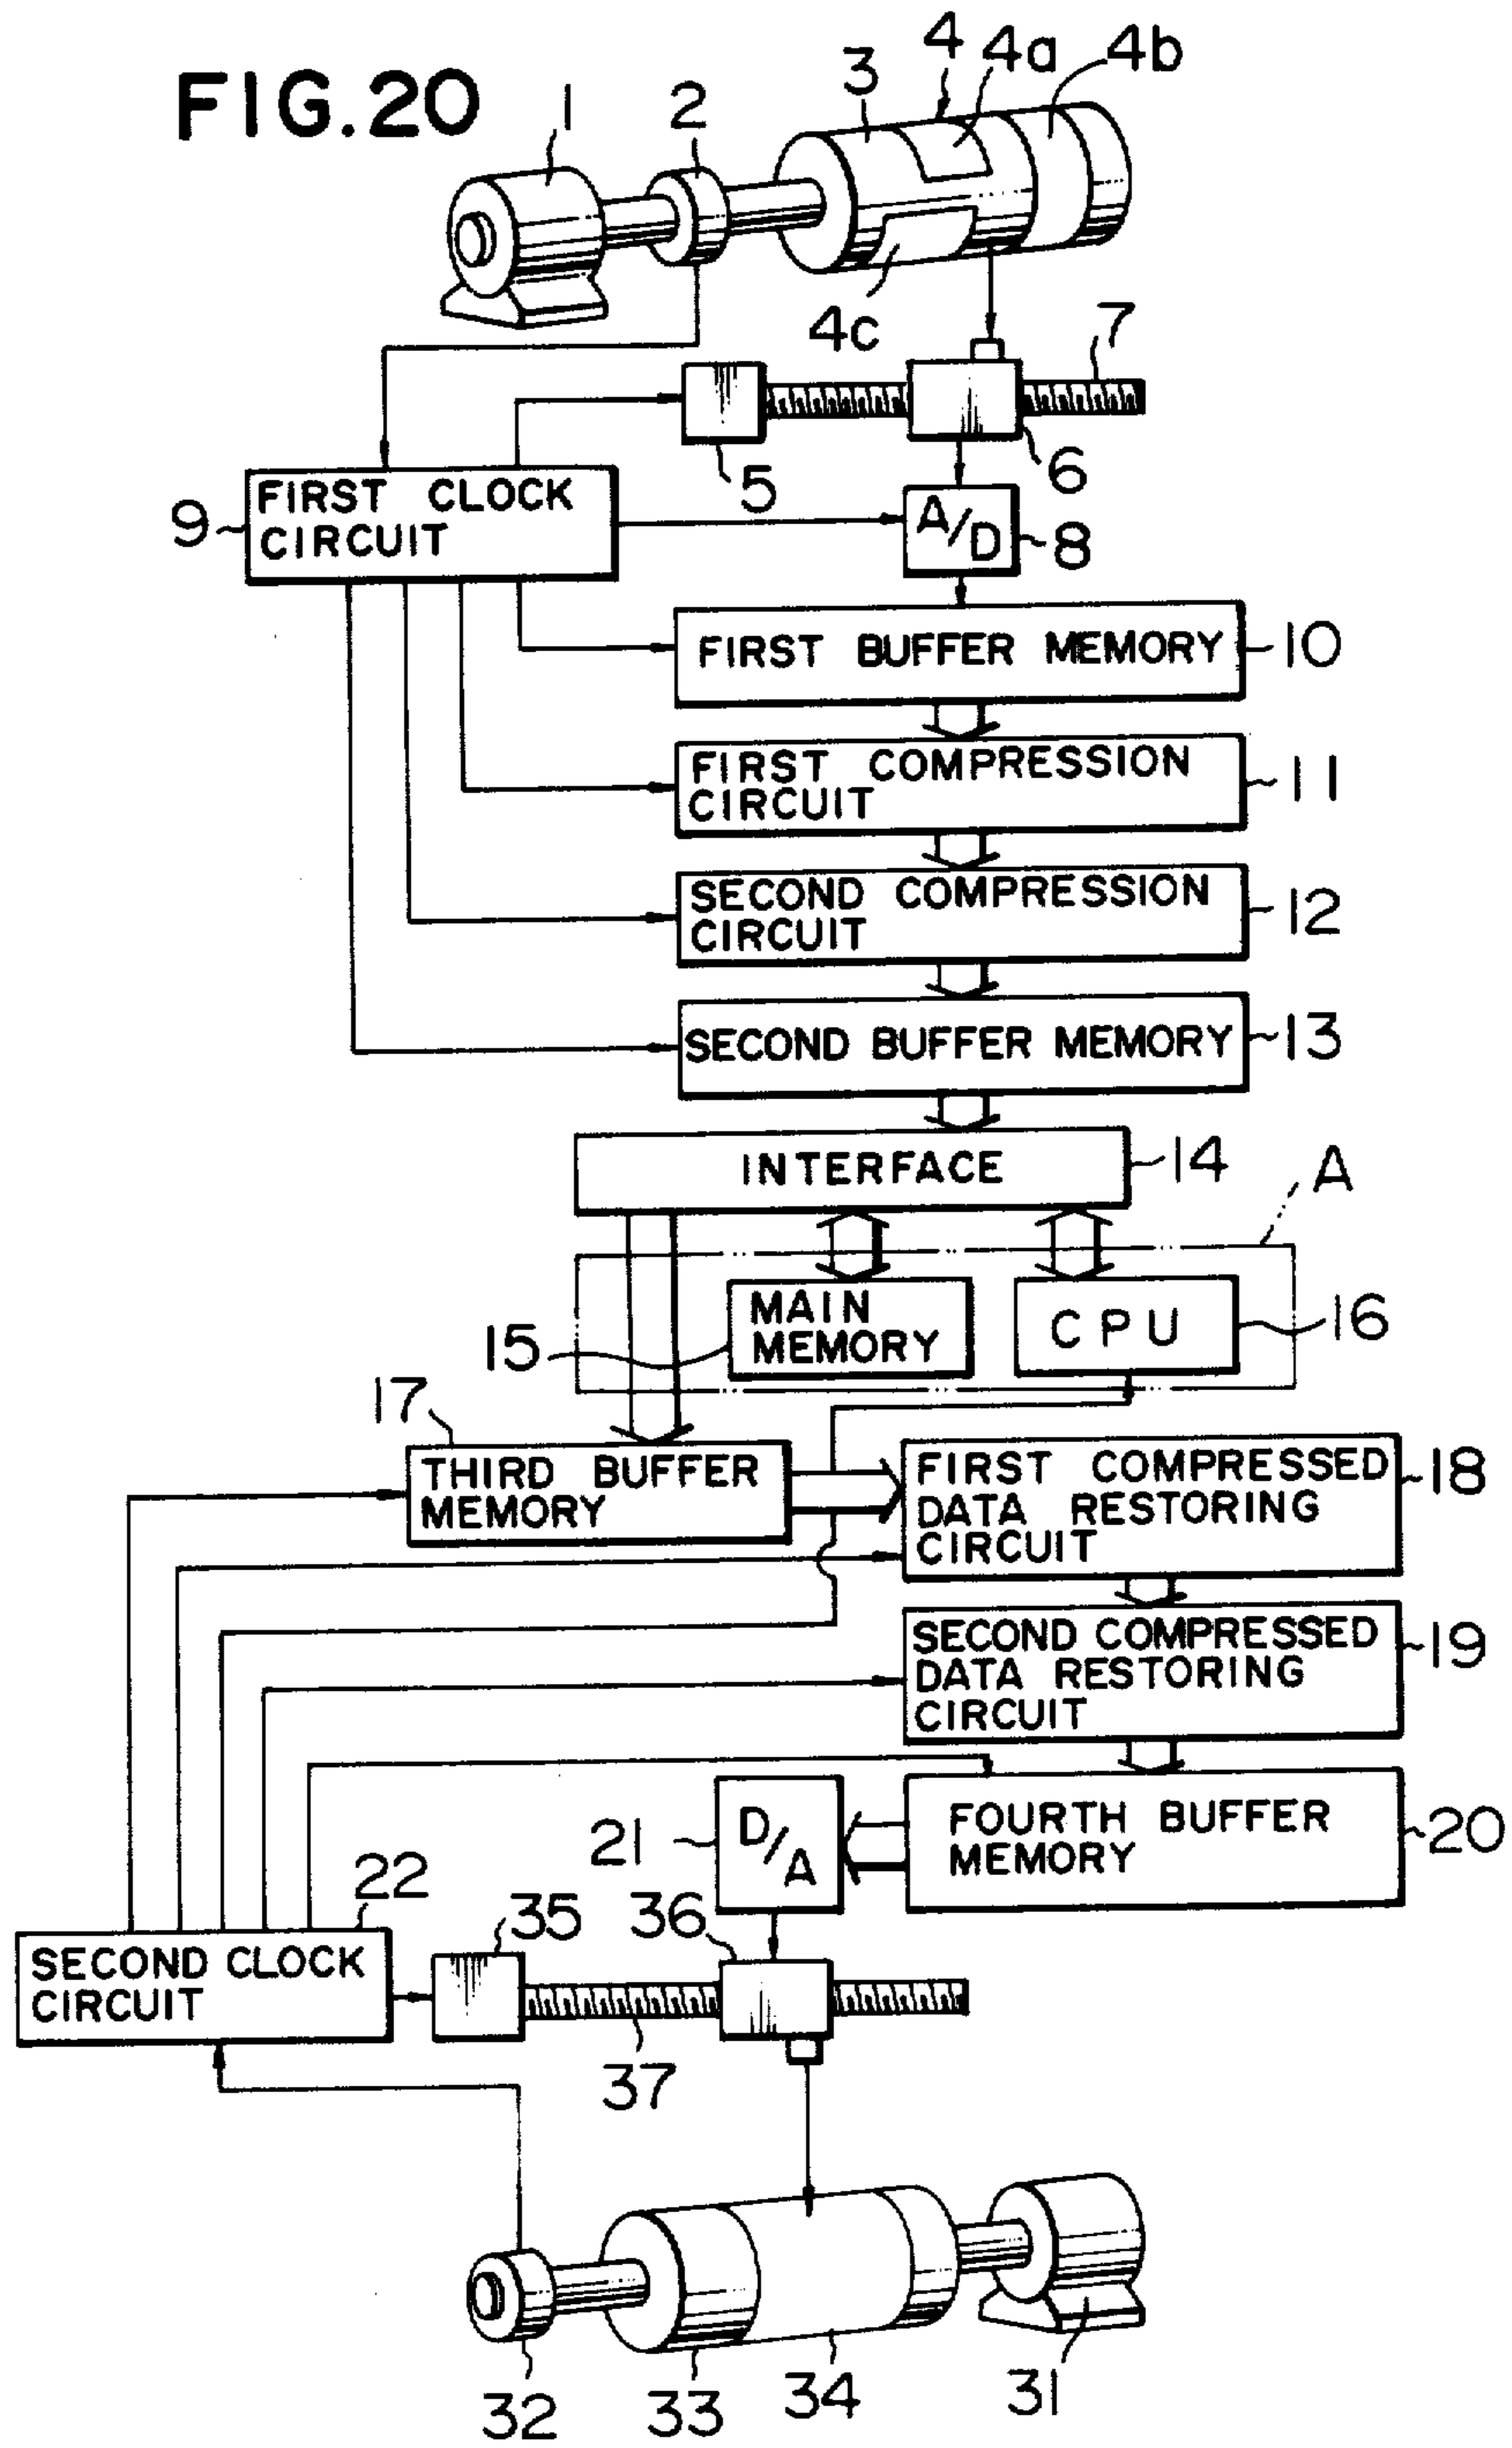 FIG.20
1
2
3
4
4a
4b
4c
7
5
6
FIRST CLOCK
CIRCUIT
9
A/D
8
FIRST BUFFER MEMORY
10
FIRST COMPRESSION
CIRCUIT
11
SECOND COMPRESSION
CIRCUIT
12
SECOND BUFFER MEMORY
13
INTERFACE
14
A
MAIN
MEMORY
15
CPU
16
17
THIRD BUFFER
MEMORY
FIRST COMPRESSED
DATA RESTORING
CIRCUIT
18
SECOND COMPRESSED
DATA RESTORING
CIRCUIT
19
FOURTH BUFFER
MEMORY
20
D/A
21
22
SECOND CLOCK
CIRCUIT
35
36
37
32
33
34
31